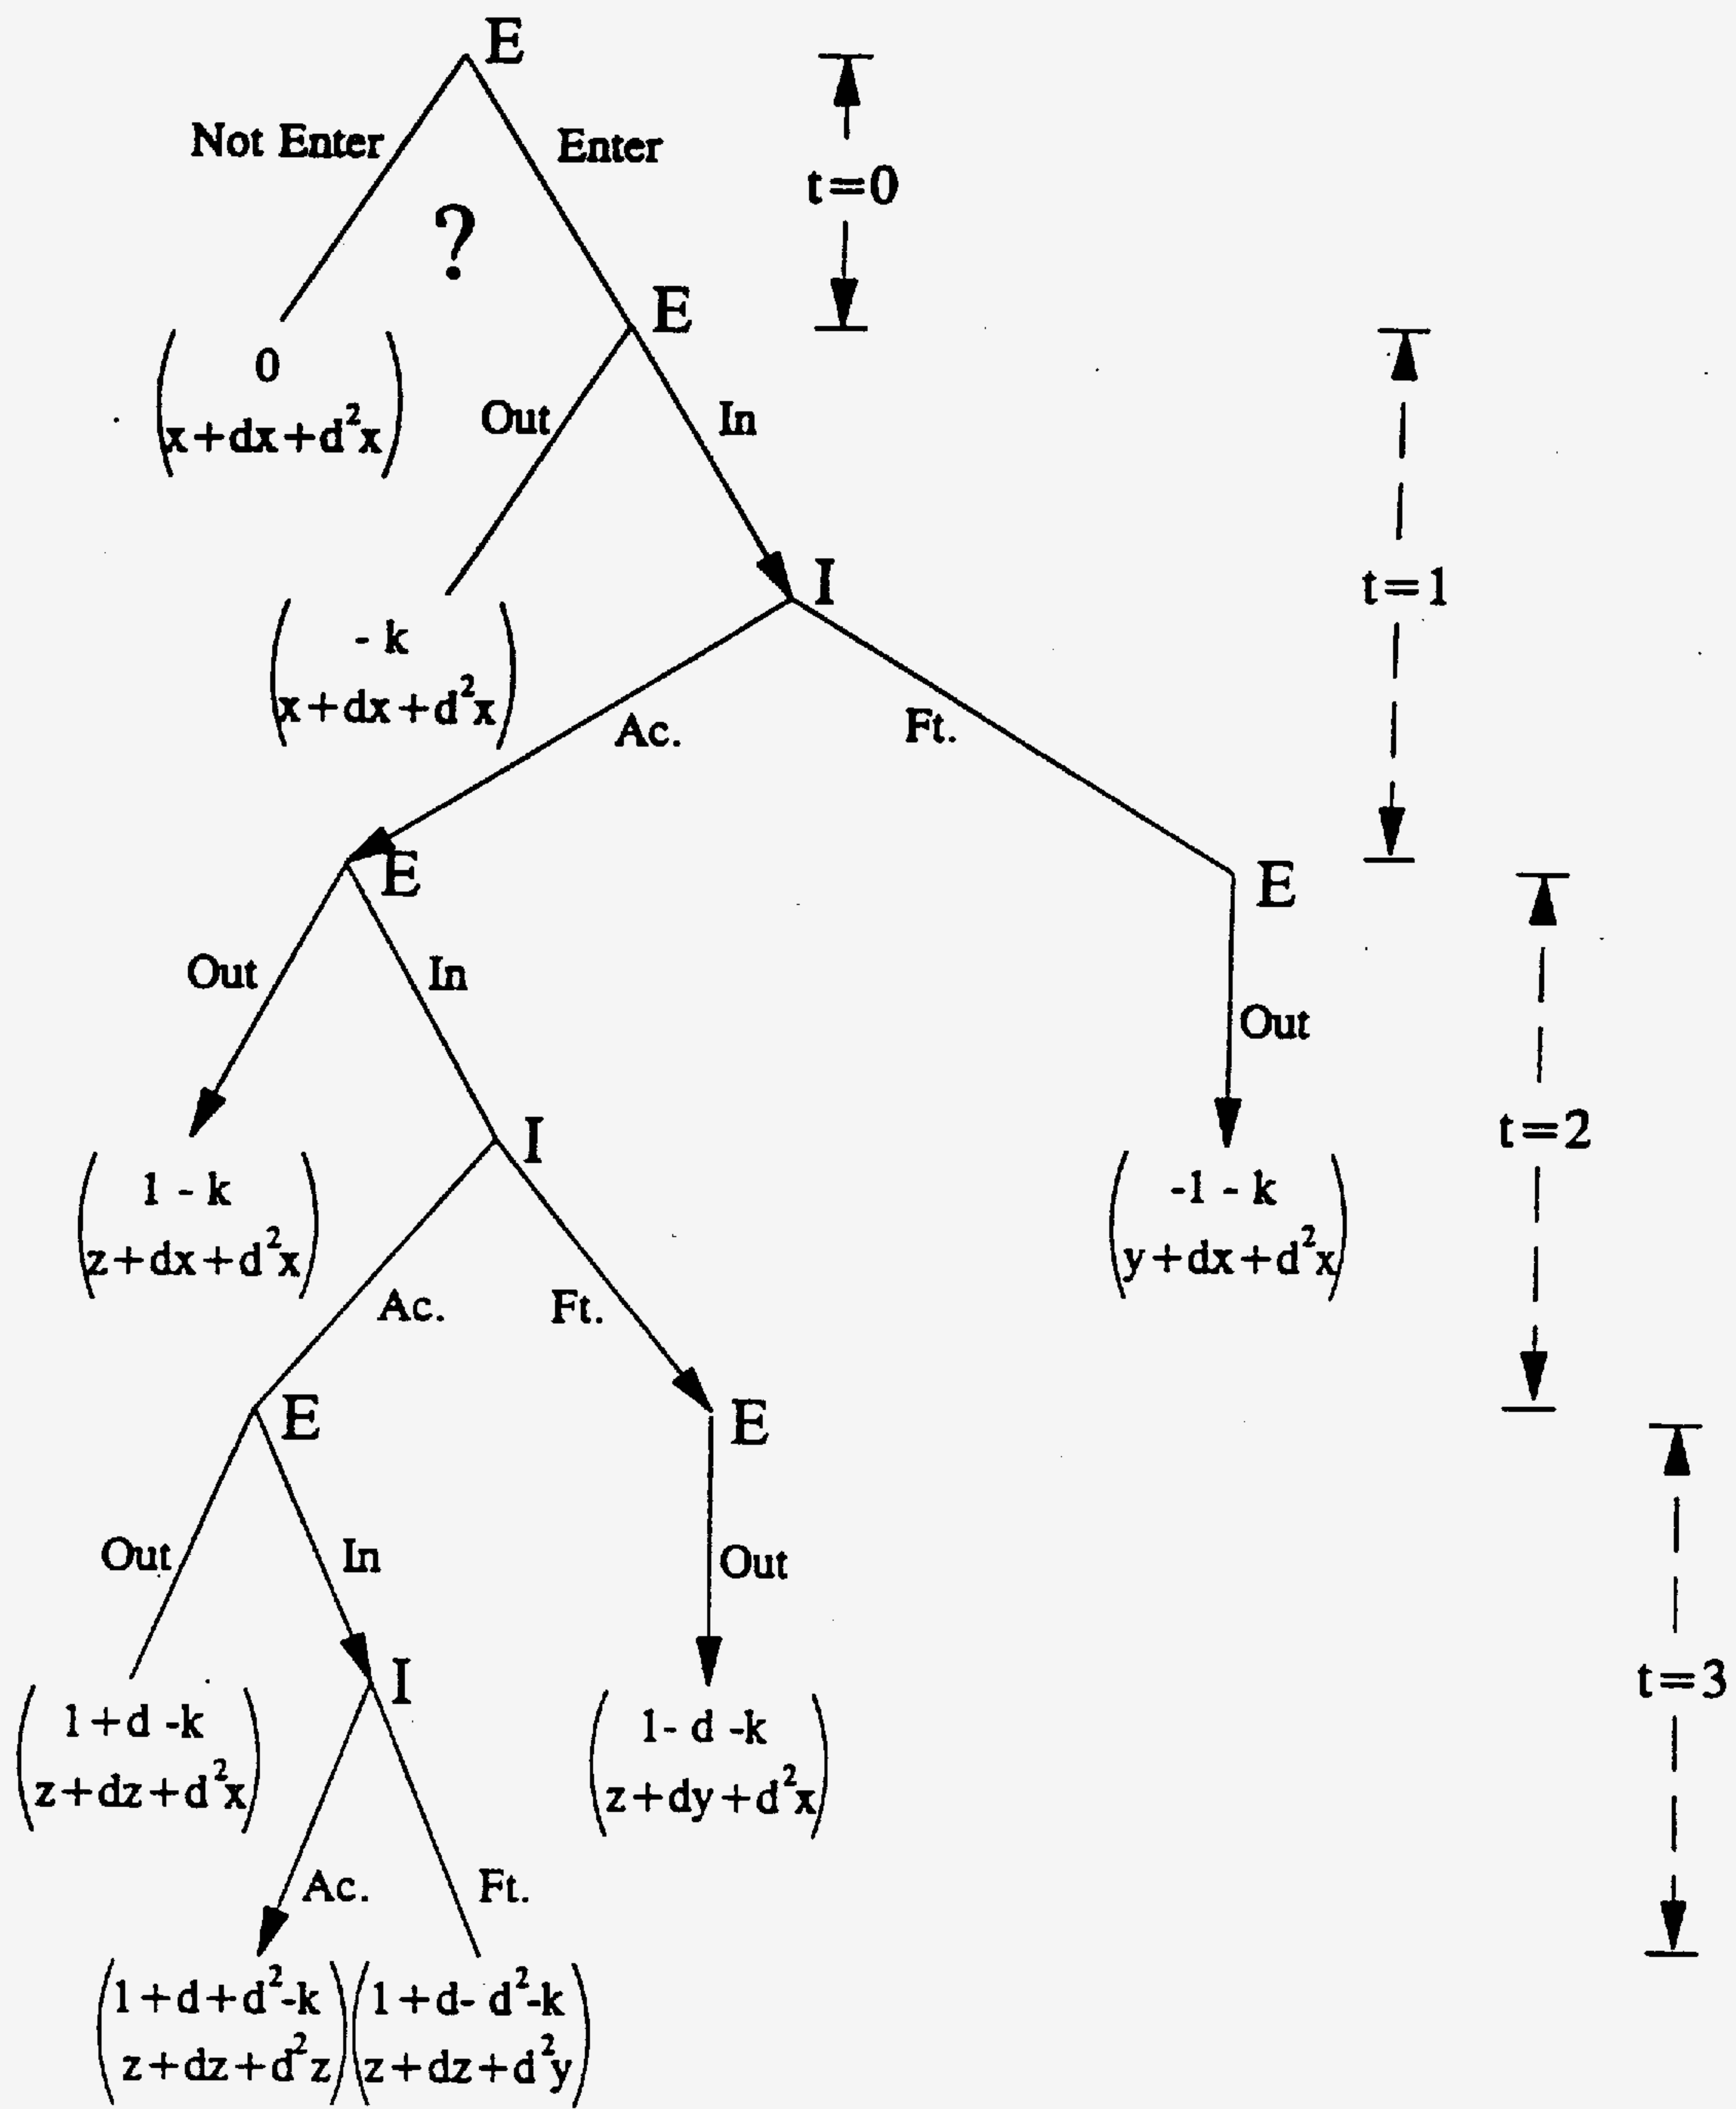 E
Not Enter
Enter
t=0
?
E
0
x+dx+d²x
Out
In
I
t=1
- k
x+dx+d²x
Ac.
Ft.
E
E
Out
In
Out
I
t=2
1 - k
z+dx+d²x
-1 - k
y+dx+d²x
Ac.
Ft.
E
E
Out
In
Out
I
t=3
1+d -k
z+dz+d²x
1- d -k
z+dy+d²x
Ac.
Ft.
1+d+d²-k
z+dz+d²z
1+d- d²-k
z+dz+d²y